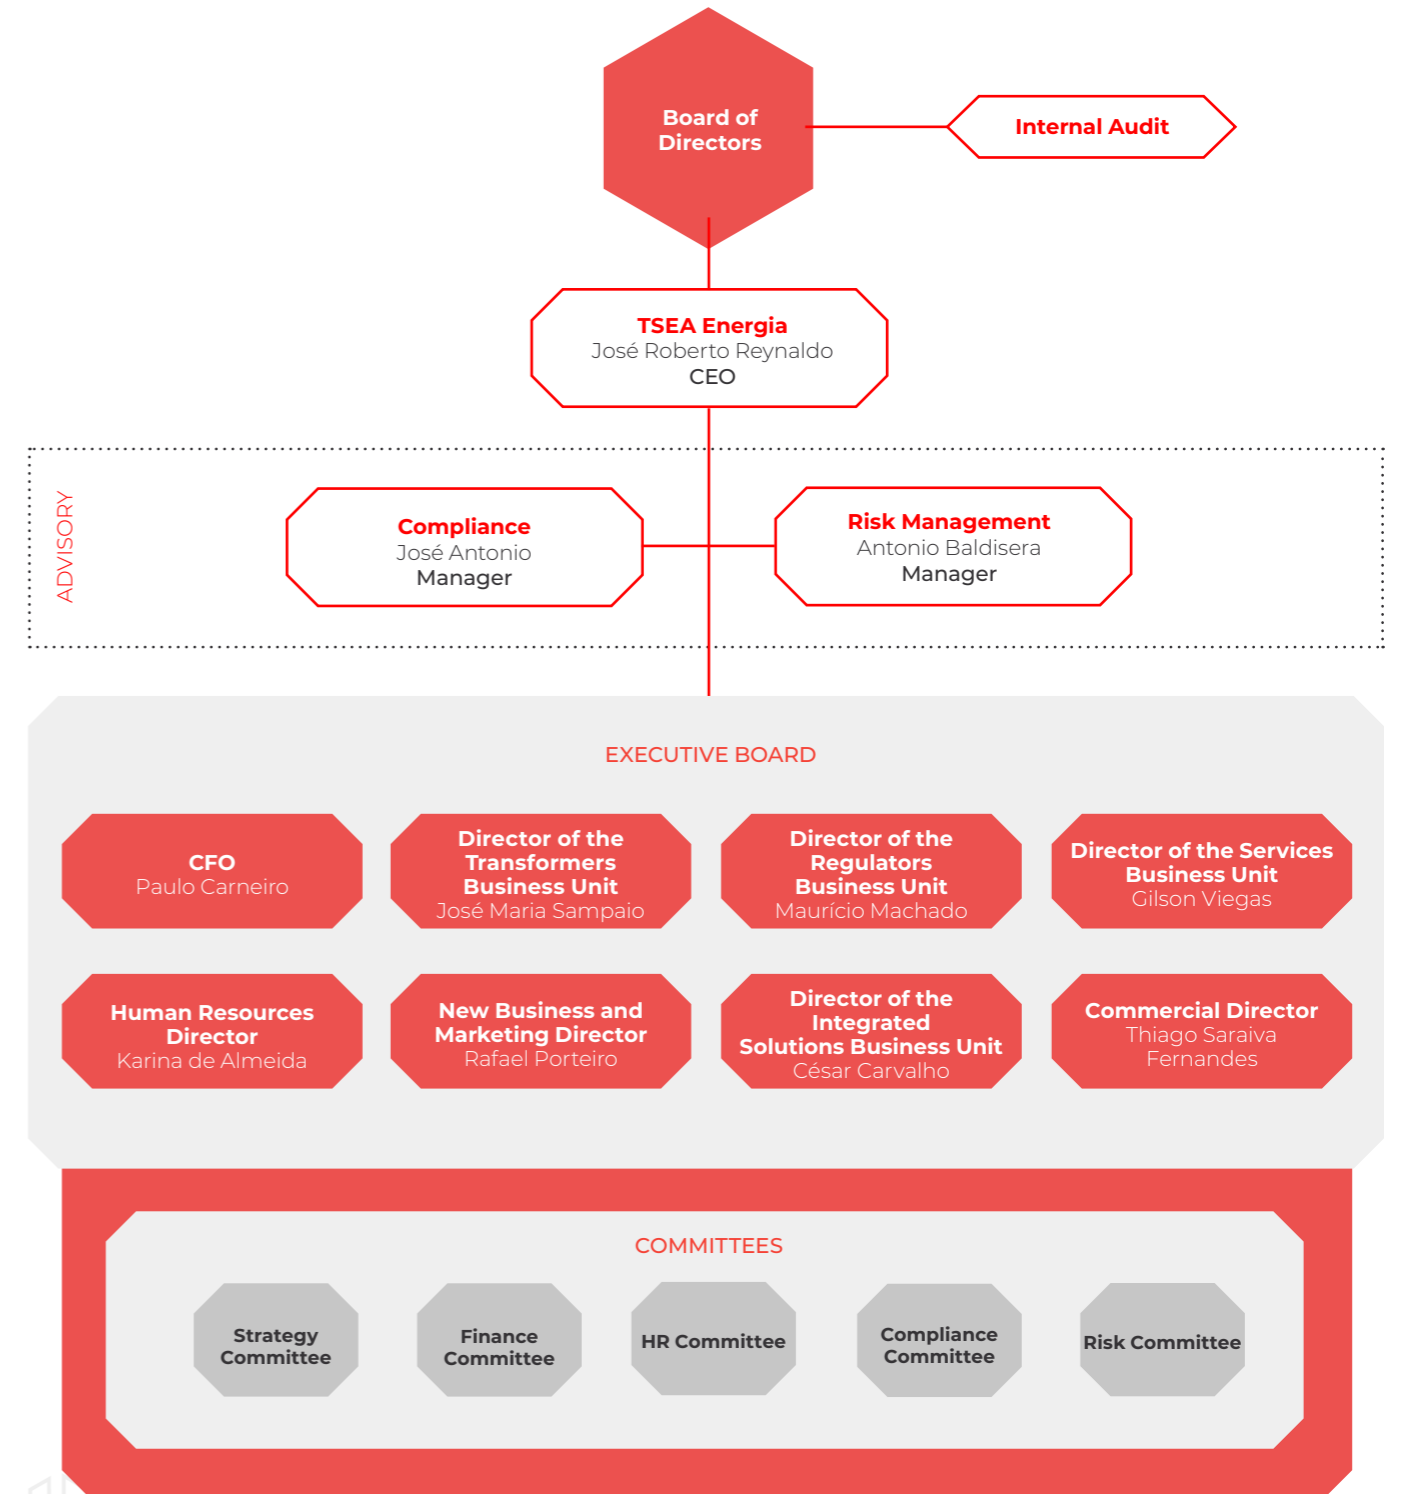 Board of
Directors
Internal Audit
TSEA Energia
José Roberto Reynaldo
CEO
ADVISORY
Compliance
José Antonio
Manager
Risk Management
Antonio Baldisera
Manager
EXECUTIVE BOARD
CFO
Paulo Carneiro
Director of the
Transformers
Business Unit
José Maria Sampaio
Director of the
Regulators
Business Unit
Maurício Machado
Director of the Services
Business Unit
Gilson Viegas
Human Resources
Director
Karina de Almeida
New Business and
Marketing Director
Rafael Porteiro
Director of the
Integrated
Solutions Business Unit
César Carvalho
Commercial Director
Thiago Saraiva
Fernandes
COMMITTEES
Strategy
Committee
Finance
Committee
HR Committee
Compliance
Committee
Risk Committee